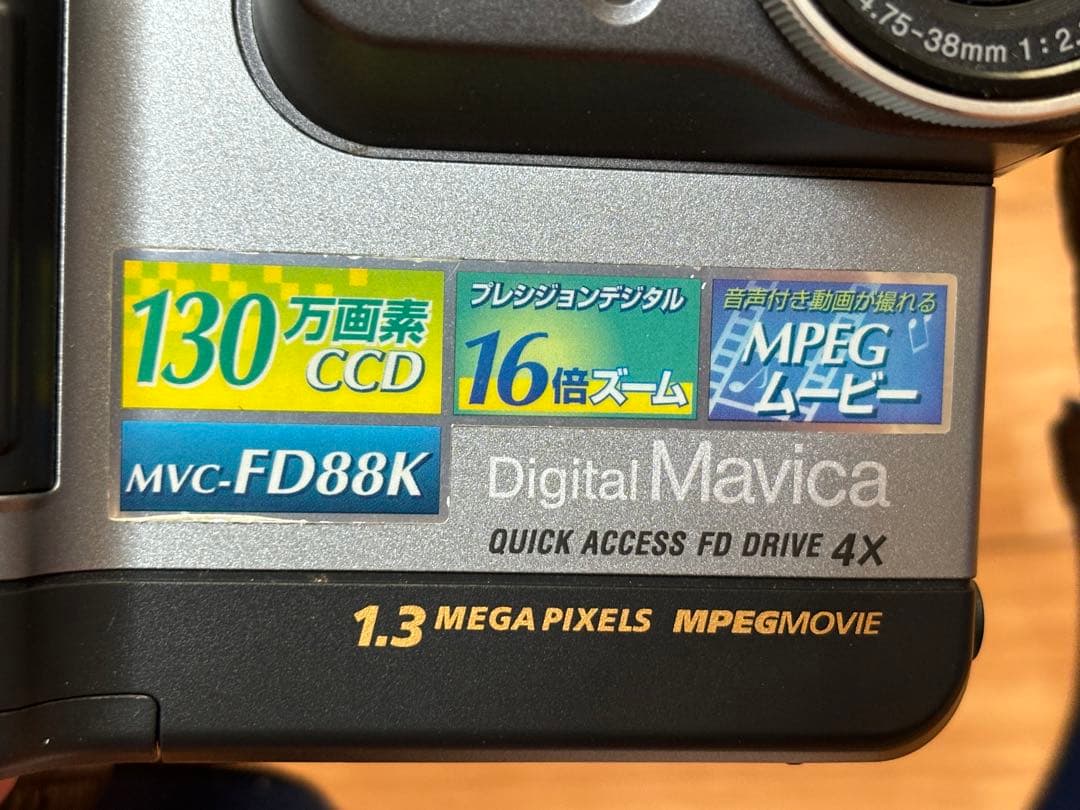 4.75-38mm 1:2.
130万画素
CCD
プレシジョンデジタル
16倍ズーム
音声付き動画が撮れる
MPEG
ムービー
MVC-FD88K
Digital Mavica
QUICK ACCESS FD DRIVE 4X
1.3 MEGA PIXELS MPEGMOVIE